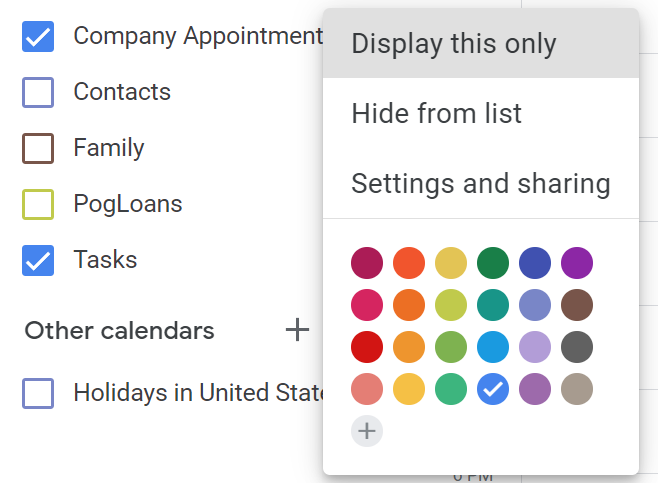 Company Appointment
Contacts
Family
PogLoans
Tasks
Other calendars
Holidays in United State
Display this only
Hide from list
Settings and sharing
PM